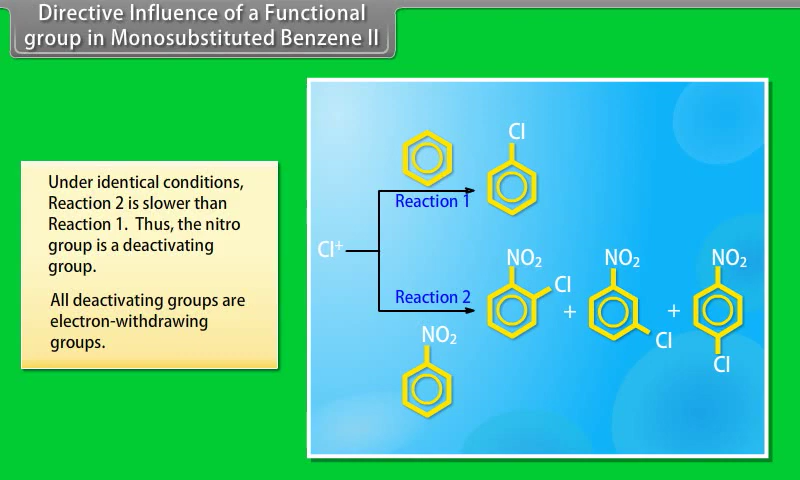 Directive Influence of a Functional
group in Monosubstituted Benzene II
Under identical conditions,
Reaction 2 is slower than
Reaction 1. Thus, the nitro
group is a deactivating
group.
All deactivating groups are
electron-withdrawing
groups.
Cl
Reaction 1
Cl⁺
NO₂ NO₂ NO₂
Cl
Reaction 2
+ +
NO₂
Cl
Cl